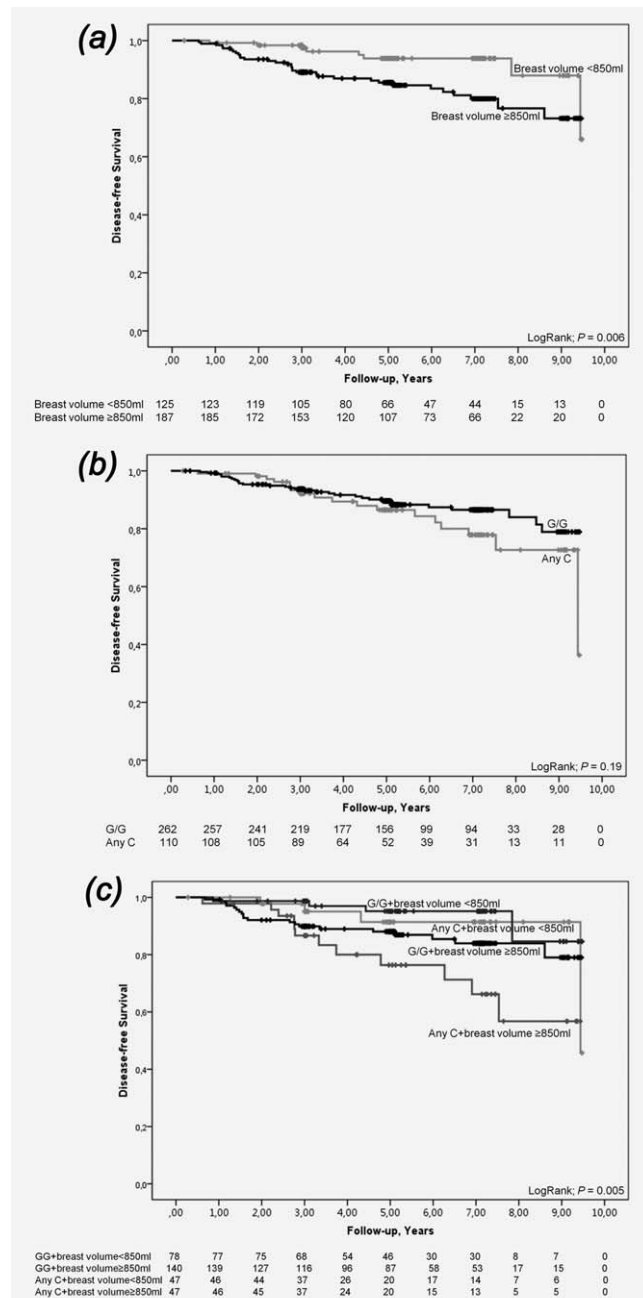 (a)
1,0
0,8
0,6
0,4
0,2
0,0
Disease-free Survival
Breast volume <850ml
Breast volume ≥850ml
LogRank; P = 0.006
,00 1,00 2,00 3,00 4,00 5,00 6,00 7,00 8,00 9,00 10,00
Follow-up, Years
Breast volume <850ml 125 123 119 105 80 66 47 44 15 13 0
Breast volume ≥850ml 187 185 172 153 120 107 73 66 22 20 0
(b)
1,0
0,8
0,6
0,4
0,2
0,0
Disease-free Survival
G/G
Any C
LogRank; P = 0.19
,00 1,00 2,00 3,00 4,00 5,00 6,00 7,00 8,00 9,00 10,00
Follow-up, Years
G/G 262 257 241 219 177 156 99 94 33 28 0
Any C 110 108 105 89 64 52 39 31 13 11 0
(c)
1,0
0,8
0,6
0,4
0,2
0,0
Disease-free Survival
G/G+breast volume <850ml
Any C+breast volume <850ml
G/G+breast volume ≥850ml
Any C+breast volume ≥850ml
LogRank; P = 0.005
,00 1,00 2,00 3,00 4,00 5,00 6,00 7,00 8,00 9,00 10,00
Follow-up, Years
GG+breast volume<850ml 78 77 75 68 54 46 30 30 8 7 0
GG+breast volume≥850ml 140 139 127 116 96 87 58 53 17 15 0
Any C+breast volume<850ml 47 46 44 37 26 20 17 14 7 6 0
Any C+breast volume≥850ml 47 46 45 37 24 20 15 13 5 5 0